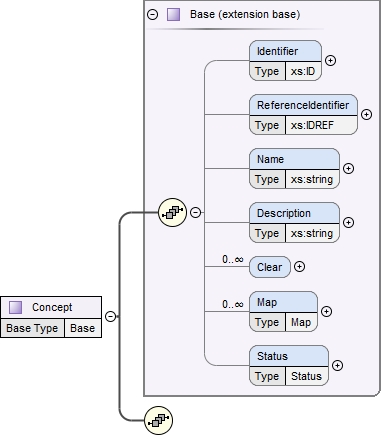 Base (extension base)
Identifier
Type xs:ID
ReferenceIdentifier
Type xs:IDREF
Name
Type xs:string
Description
Type xs:string
0..∞
Clear
0..∞
Map
Type Map
Status
Type Status
Concept
Base Type Base